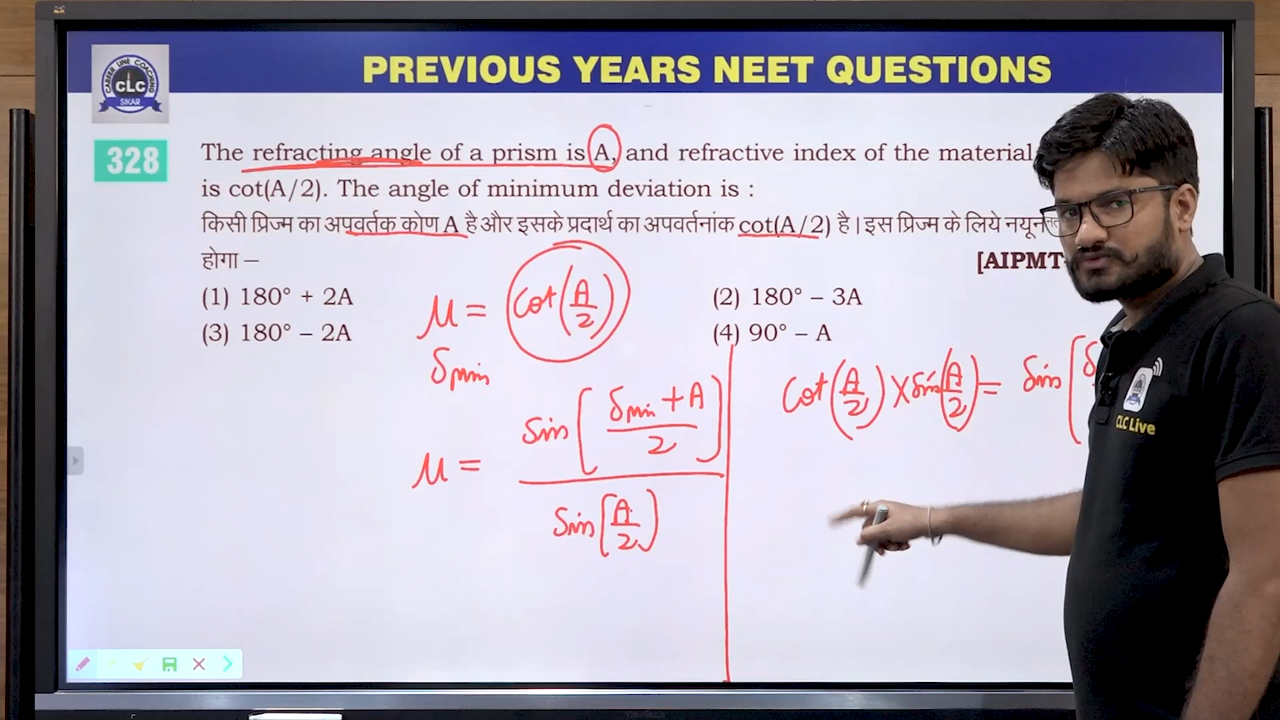 PREVIOUS YEARS NEET QUESTIONS
CAREER LINE COACHING
CLC
SIKAR
328
The refracting angle of a prism is A, and refractive index of the material
is cot(A/2). The angle of minimum deviation is :
किसी प्रिज्म का अपवर्तक कोण A है और इसके प्रदार्थ का अपवर्तनांक cot(A/2) है। इस प्रिज्म के लिये
होगा –
[AIPMT
(1) 180° + 2A
(2) 180° – 3A
(3) 180° – 2A
(4) 90° – A
μ = cot(A/2)
δmin
μ = sin[(δmin + A)/2] / sin[A/2]
cot(A/2) × sin(A/2) = sin[δ
CLC Live